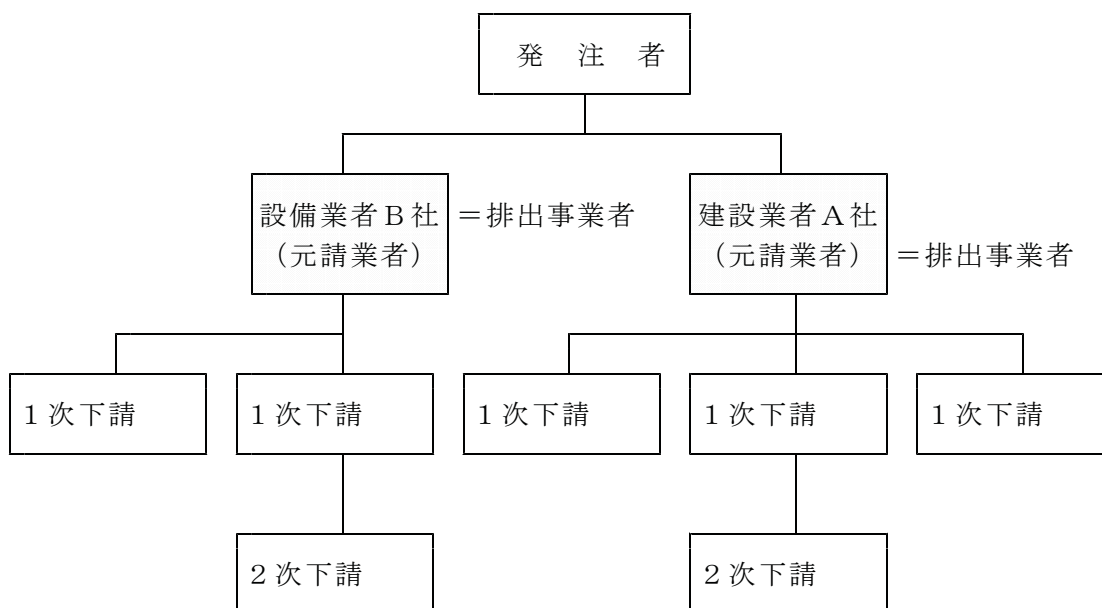 発 注 者
設備業者B社
(元請業者)
=排出事業者
建設業者A社
(元請業者)
=排出事業者
1次下請
1次下請
1次下請
1次下請
1次下請
2次下請
2次下請